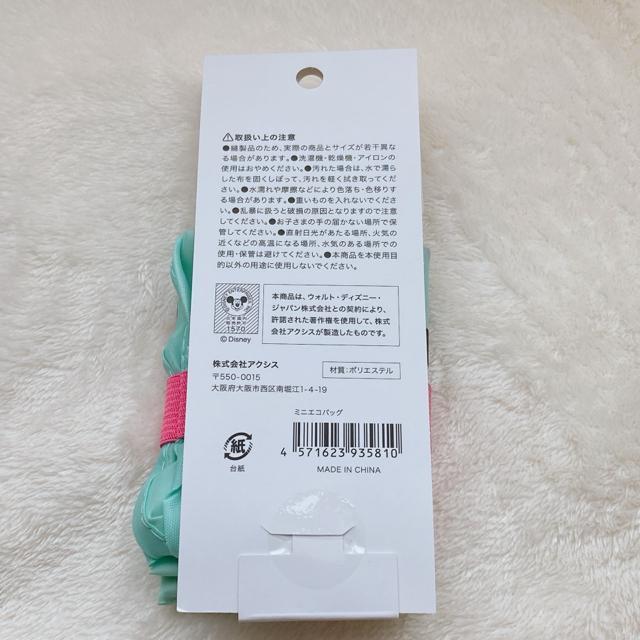 ⚠取扱い上の注意
●縫製品のため、実際の商品とサイズが若干異な
る場合があります。●洗濯機・乾燥機・アイロンの
使用はおやめください。●汚れた場合は、水で濡ら
した布を固くしぼって、汚れを軽く拭き取ってくだ
さい。●水濡れや摩擦などにより色落ち・色移りす
る場合があります。●重いものを入れないでくださ
い。●乱暴に扱うと破損の原因となりますので注意
してください。●お子さまの手の届かない場所で保
管してください。●直射日光があたる場所、火気の
近くなどの高温になる場所、水気のある場所での
使用・保管は避けてください。●本商品を本使用目
的以外の用途に使用しないでください。
1570
© Disney
本商品は、ウォルト・ディズニー・
ジャパン株式会社との契約により、
許諾された著作権を使用して、株式
会社アクシスが製造したものです。
株式会社アクシス
〒550-0015
大阪府大阪市西区南堀江1-4-19
材質:ポリエステル
ミニエコバッグ
4 571623 935810
MADE IN CHINA
紙
台紙